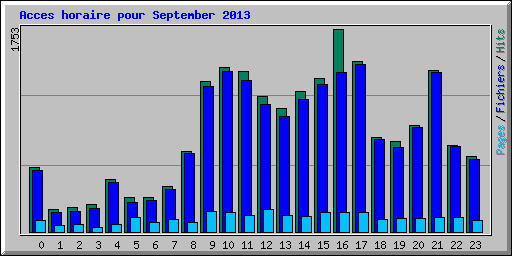 Acces horaire pour September 2013
1753
Pages / Fichiers / Hits
0 1 2 3 4 5 6 7 8 9 10 11 12 13 14 15 16 17 18 19 20 21 22 23